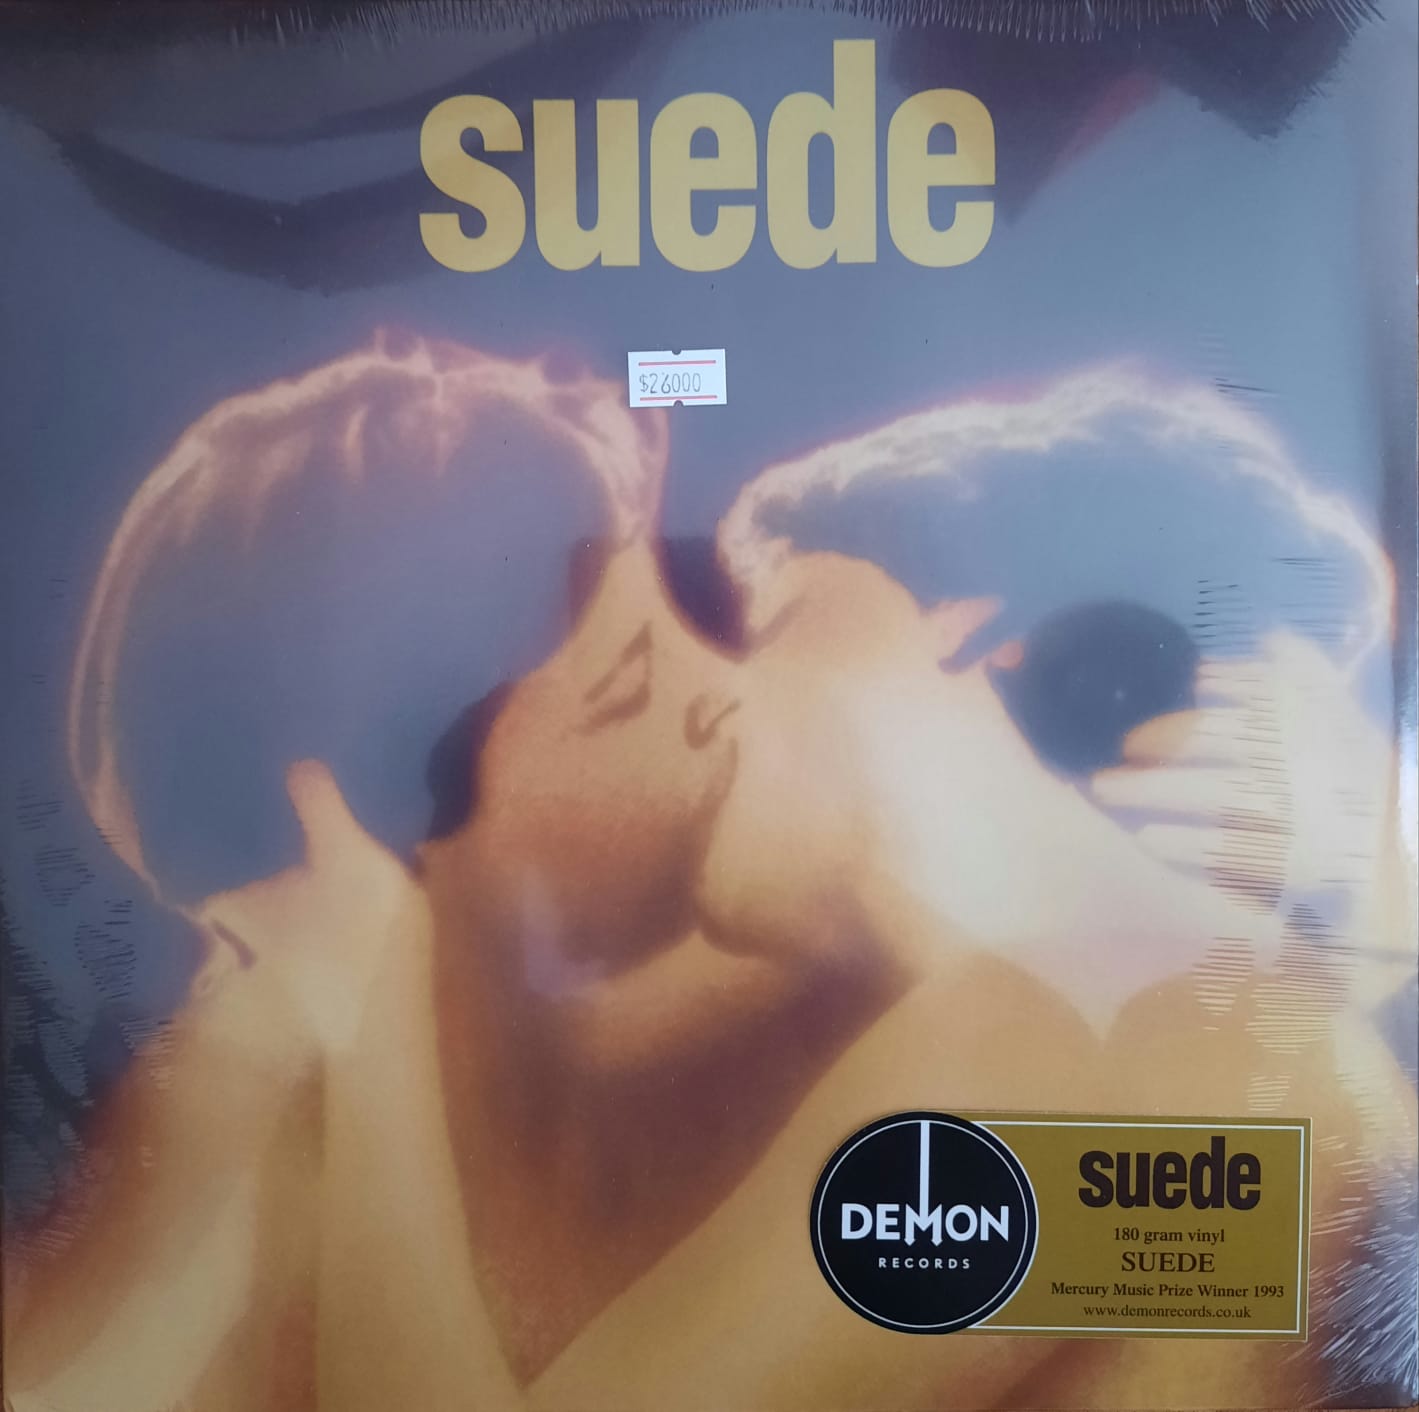 suede
$26000
DEMON
RECORDS
suede
180 gram vinyl
SUEDE
Mercury Music Prize Winner 1993
www.demonrecords.co.uk